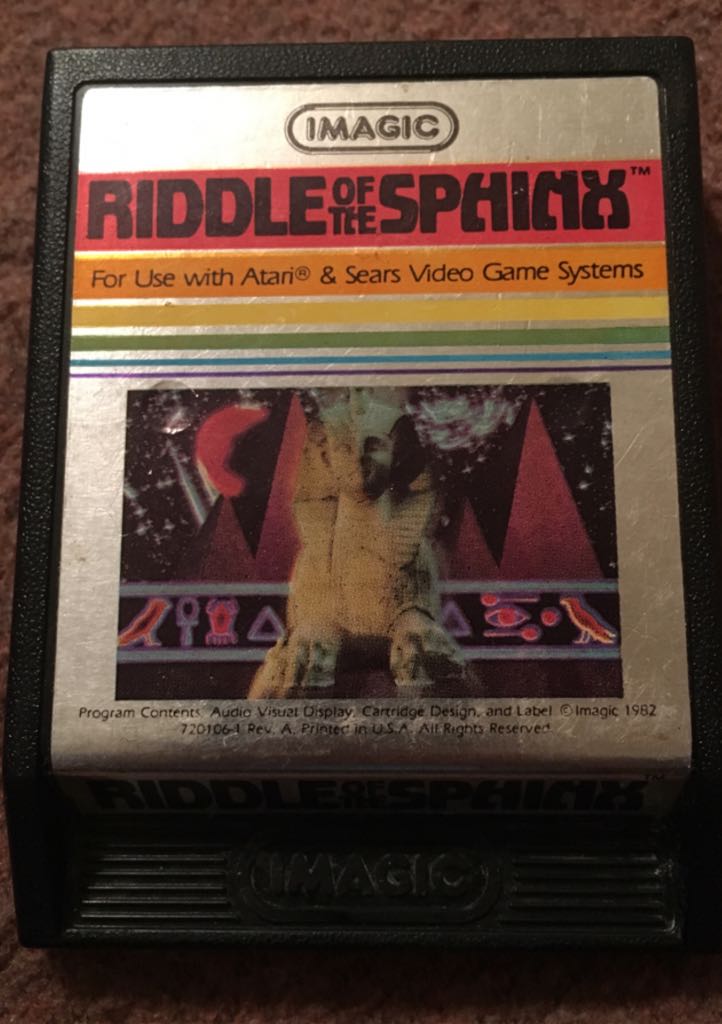 IMAGIC
RIDDLE OF THE SPHINX™
For Use with Atari® & Sears Video Game Systems
Program Contents, Audio Visual Display, Cartridge Design, and Label © Imagic 1982
720106-1 Rev. A. Printed in U.S.A. All Rights Reserved.
RIDDLE OF THE SPHINX™
IMAGIC